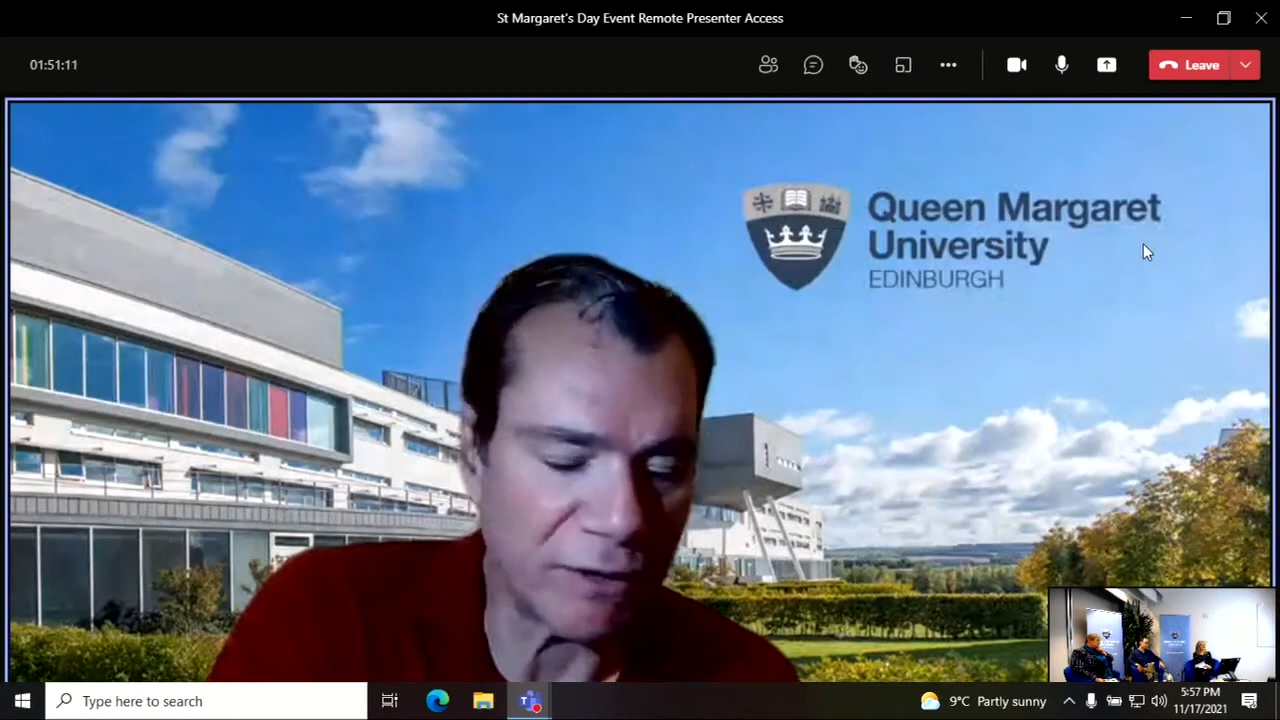 St Margaret's Day Event Remote Presenter Access
01:51:11
Leave
Queen Margaret
University
EDINBURGH
Type here to search
9°C Partly sunny
5:57 PM
11/17/2021